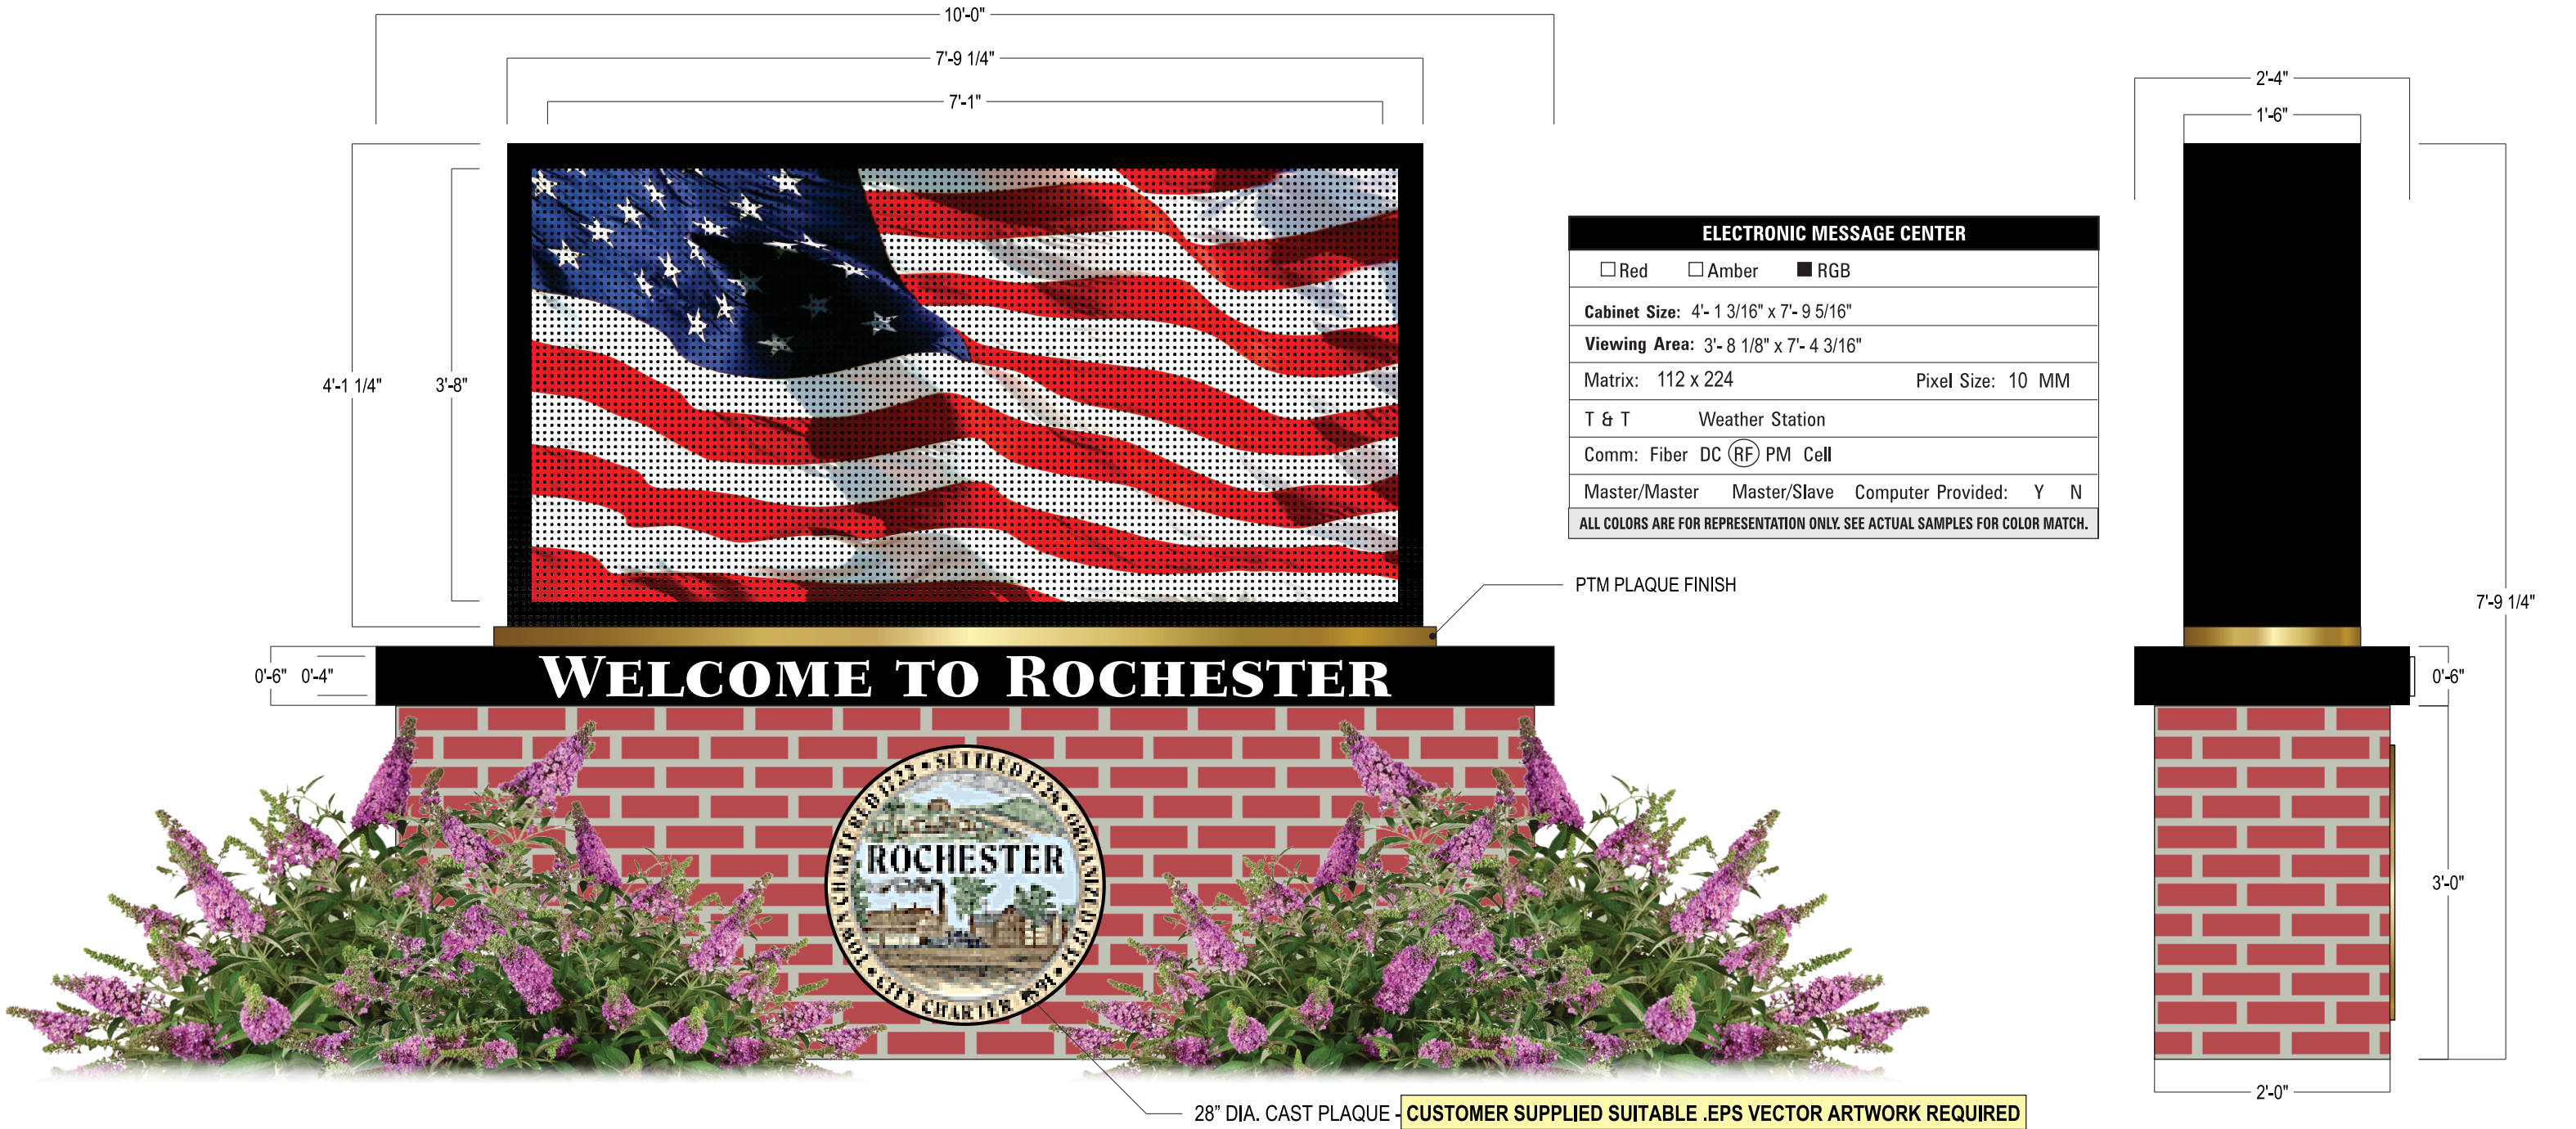 10'-0"
7'-9 1/4"
7'-1"
2'-4"
1'-6"
ELECTRONIC MESSAGE CENTER
Red Amber RGB
Cabinet Size: 4'- 1 3/16" x 7'- 9 5/16"
Viewing Area: 3'- 8 1/8" x 7'- 4 3/16"
Matrix: 112 x 224 Pixel Size: 10 MM
T & T Weather Station
Comm: Fiber DC RF PM Cell
Master/Master Master/Slave Computer Provided: Y N
ALL COLORS ARE FOR REPRESENTATION ONLY. SEE ACTUAL SAMPLES FOR COLOR MATCH.
4'-1 1/4" 3'-8"
PTM PLAQUE FINISH
7'-9 1/4"
0'-6" 0'-4"
WELCOME TO ROCHESTER
0'-6"
SETTLED 1728
ROCHESTER
CITY CHARTER 1891
3'-0"
2'-0"
28" DIA. CAST PLAQUE - CUSTOMER SUPPLIED SUITABLE .EPS VECTOR ARTWORK REQUIRED